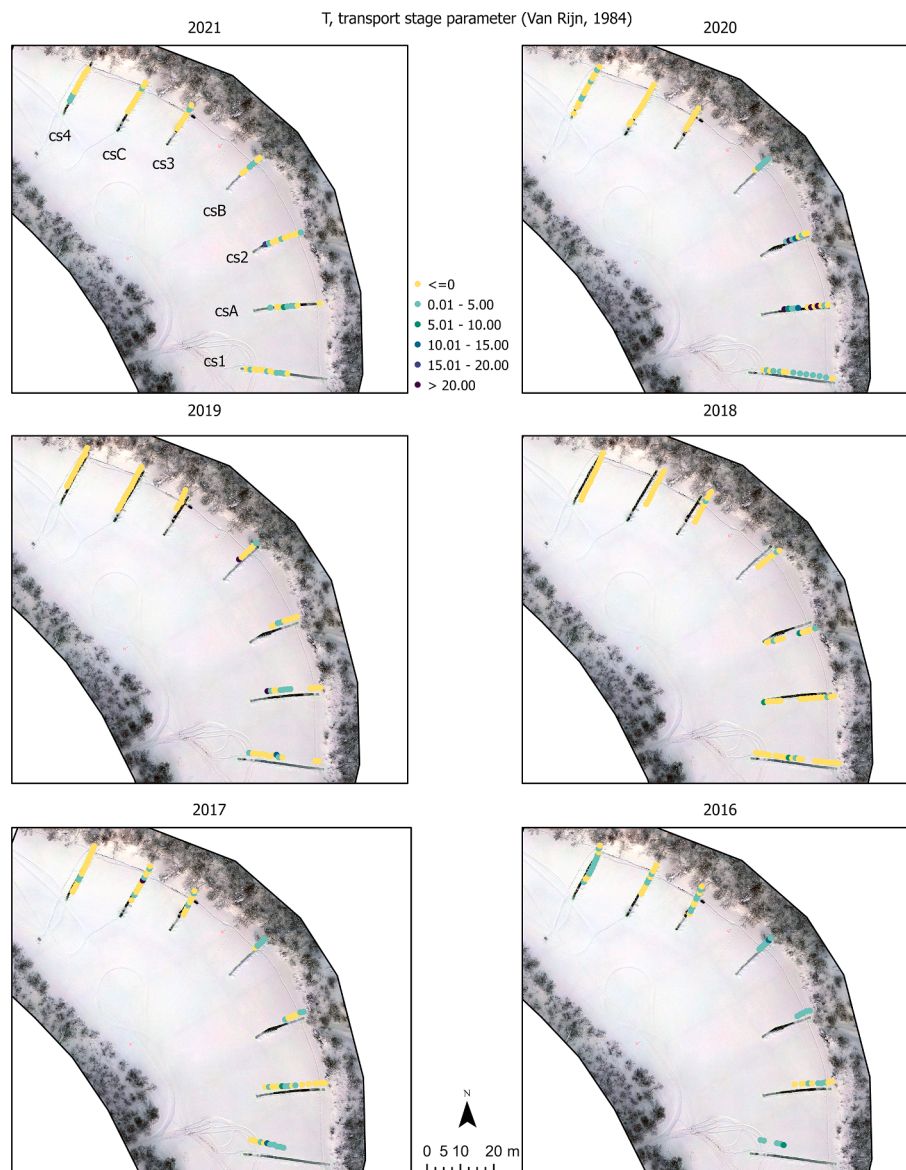 T, transport stage parameter (Van Rijn, 1984)
2021
2020
cs4
csC
cs3
csB
cs2
csA
cs1
<=0
0.01 - 5.00
5.01 - 10.00
10.01 - 15.00
15.01 - 20.00
> 20.00
2019
2018
2017
2016
N
0 5 10 20 m